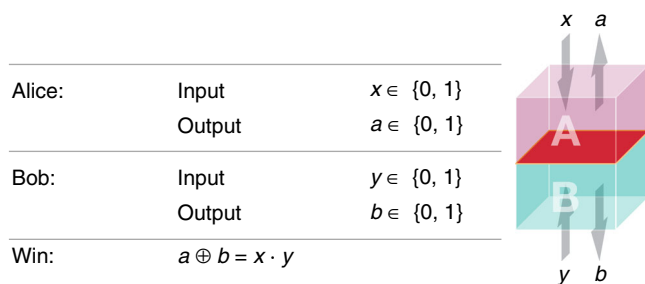 x a
Alice: Input x ∈ {0, 1}
Output a ∈ {0, 1}
A
Bob: Input y ∈ {0, 1}
Output b ∈ {0, 1}
B
Win: a ⊕ b = x · y
y b